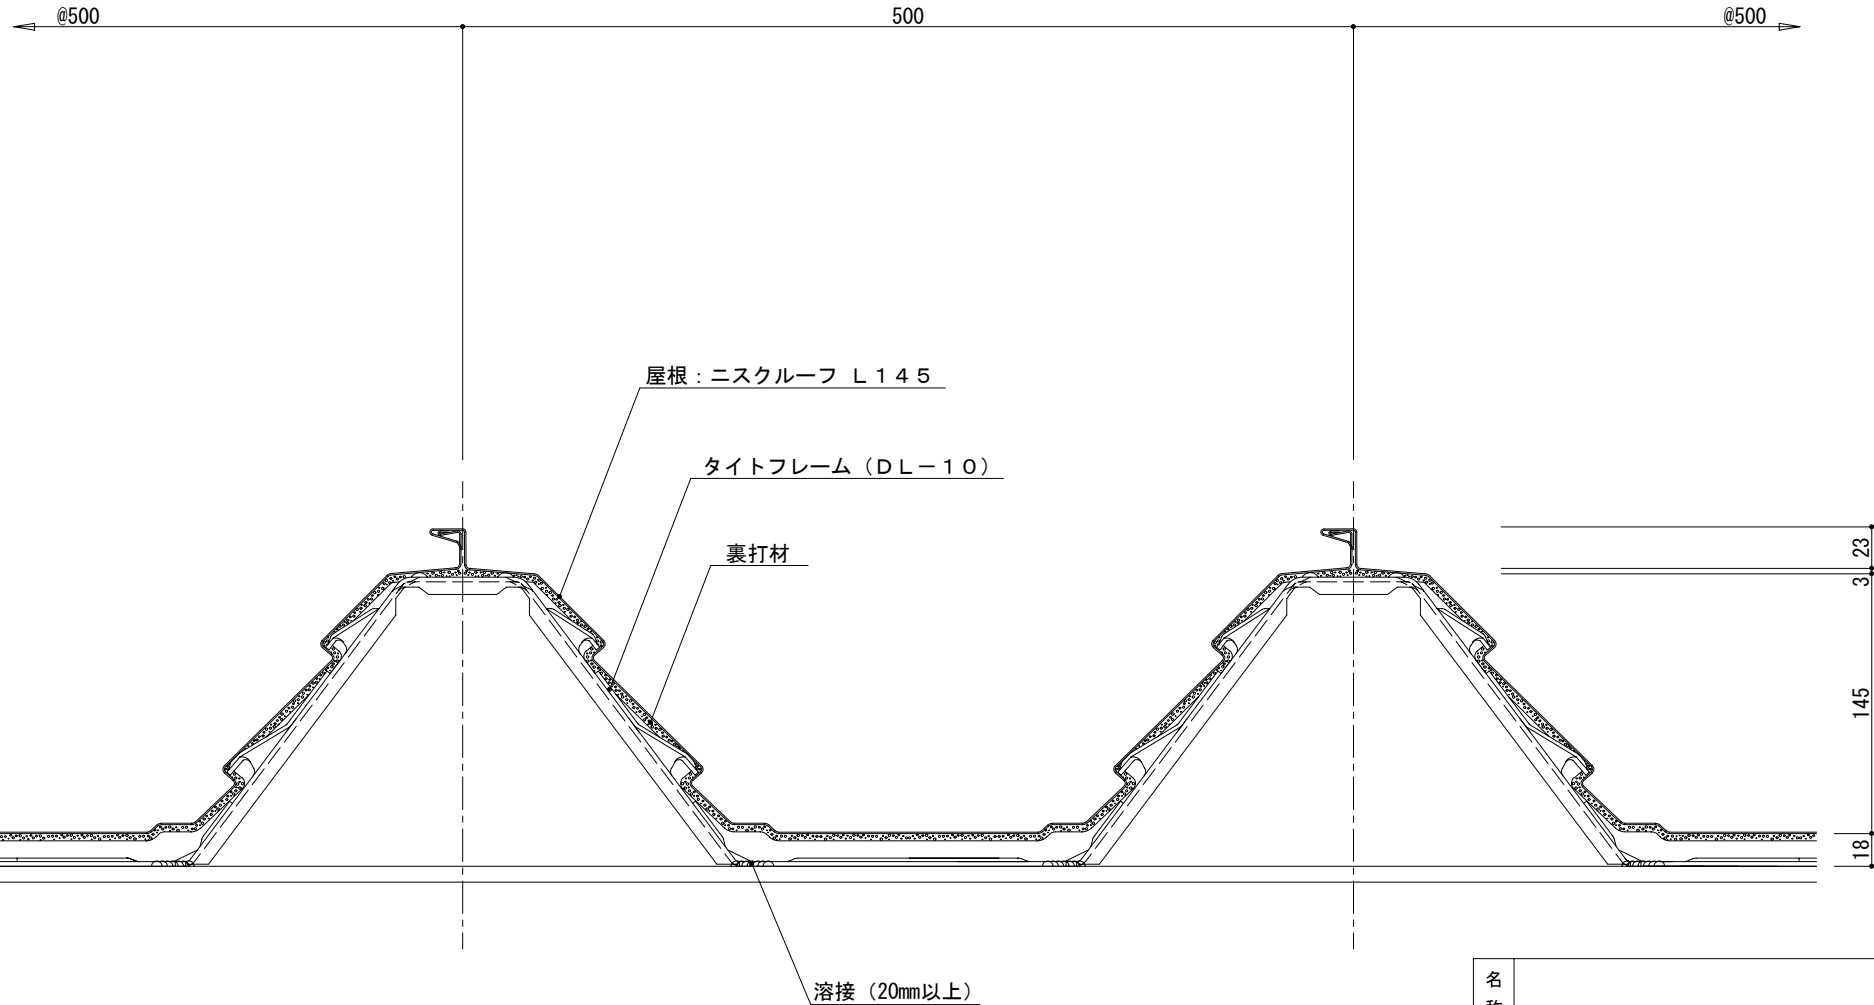 @500
500
@500
屋根：ニスクルーフ Ｌ１４５
タイトフレーム（ＤＬ－１０）
裏打材
23
3
145
18
溶接（20mm以上）
名
称